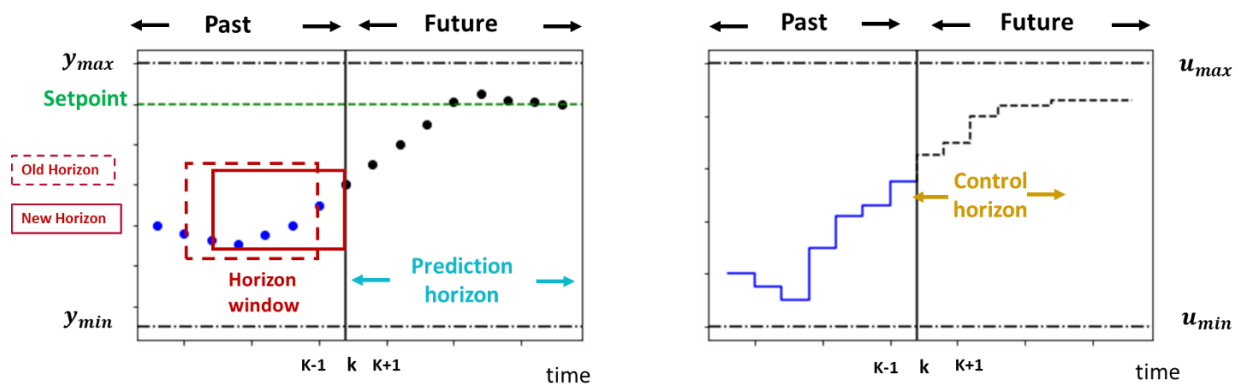 Past
Future
y_max
Setpoint
Old Horizon
New Horizon
Horizon
window
Prediction
horizon
y_min
K-1
k
K+1
time
Past
Future
u_max
Control
horizon
u_min
K-1
k
K+1
time